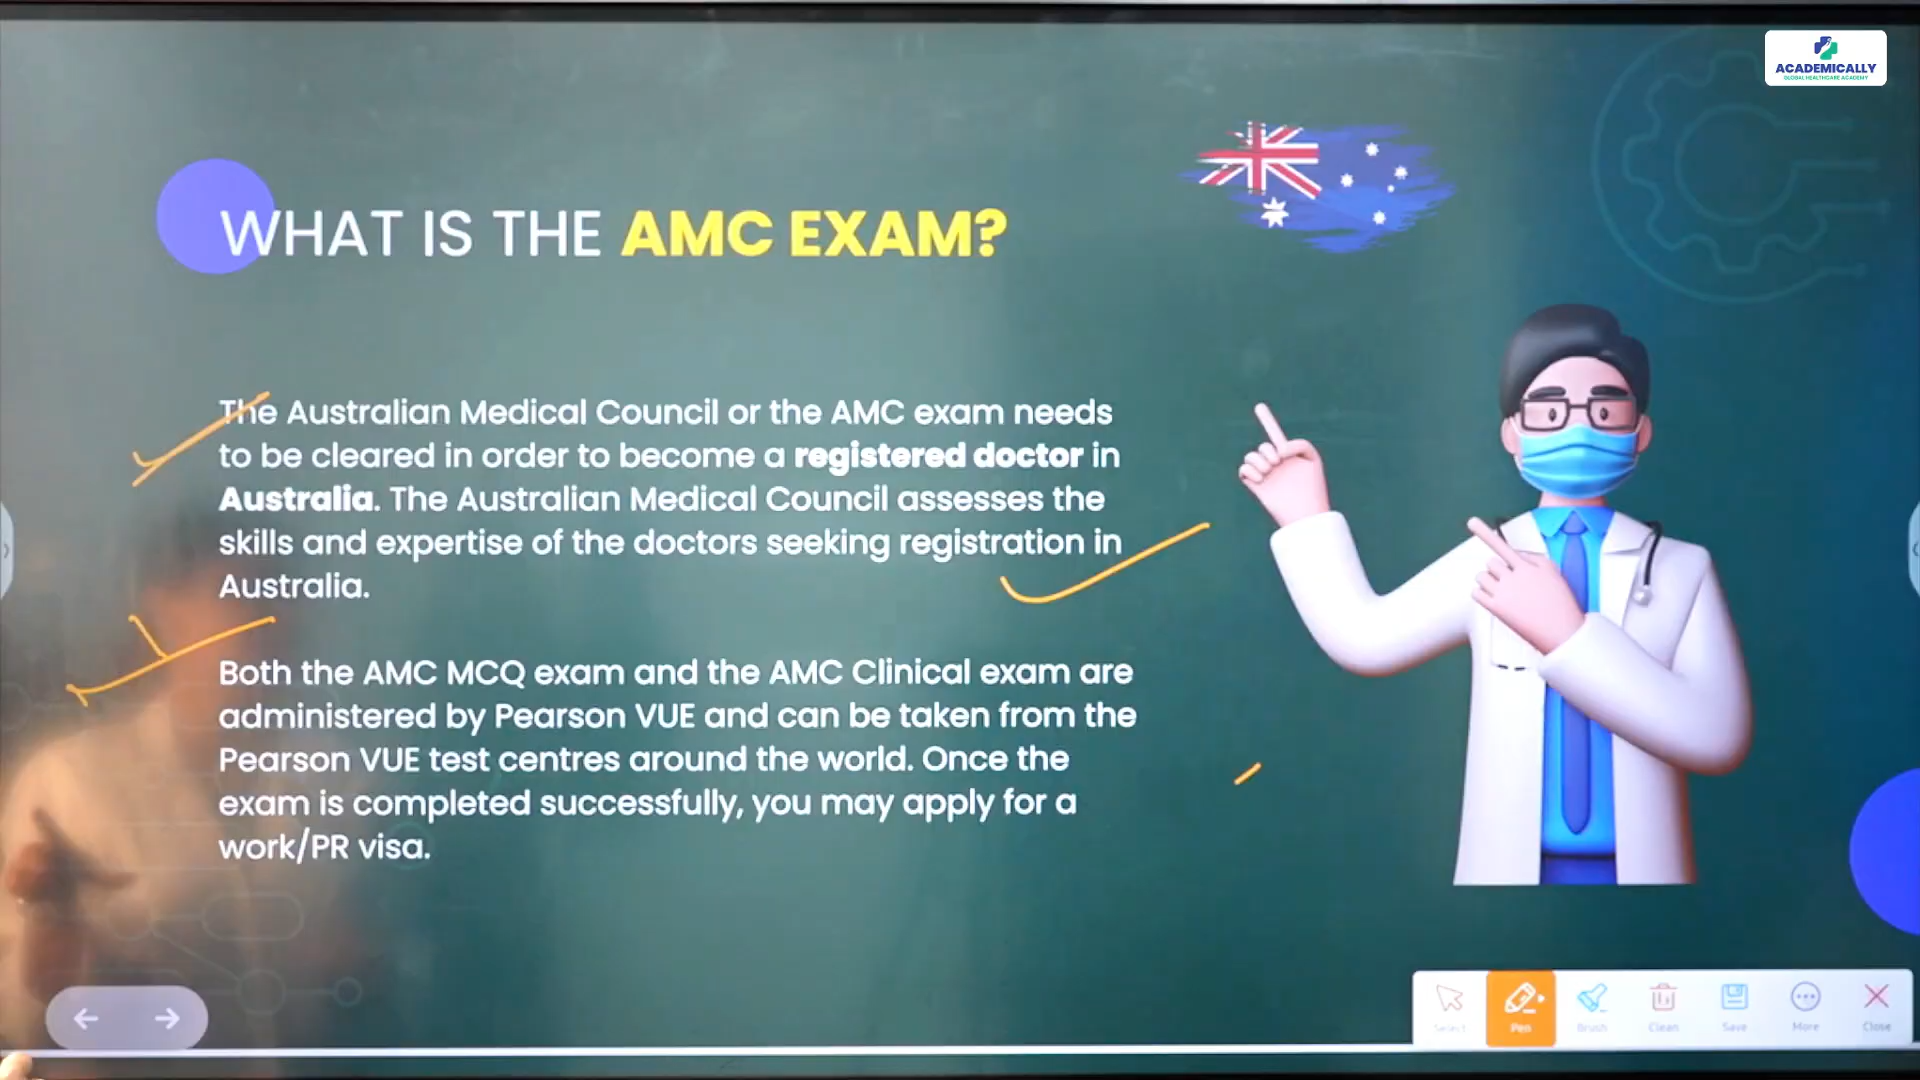 ACADEMICALLY
GLOBAL HEALTHCARE ACADEMY
WHAT IS THE AMC EXAM?
The Australian Medical Council or the AMC exam needs
to be cleared in order to become a registered doctor in
Australia. The Australian Medical Council assesses the
skills and expertise of the doctors seeking registration in
Australia.
Both the AMC MCQ exam and the AMC Clinical exam are
administered by Pearson VUE and can be taken from the
Pearson VUE test centres around the world. Once the
exam is completed successfully, you may apply for a
work/PR visa.
Select Pen Brush Clean Save More Close